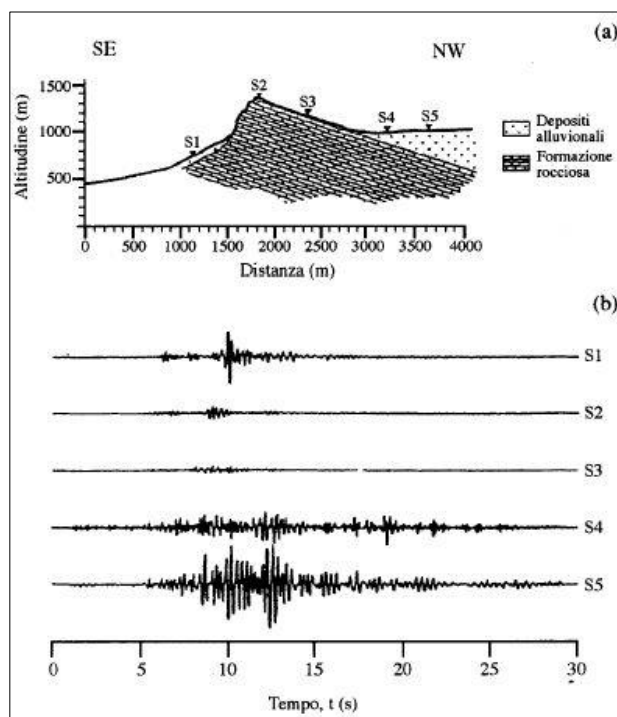 (a)
SE NW
S2
S3
S1
S4 S5
1500
1000
500
Altitudine (m)
0 500 1000 1500 2000 2500 3000 3500 4000
Distanza (m)
Depositi
alluvionali
Formazione
rocciosa
(b)
S1
S2
S3
S4
S5
0 5 10 15 20 25 30
Tempo, t (s)